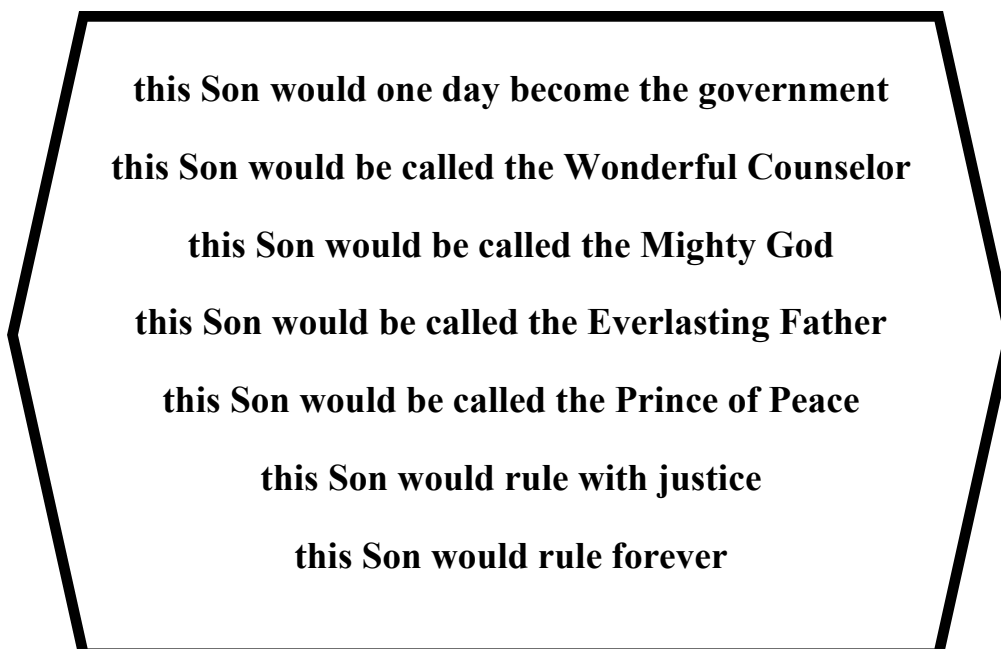 this Son would one day become the government
this Son would be called the Wonderful Counselor
this Son would be called the Mighty God
this Son would be called the Everlasting Father
this Son would be called the Prince of Peace
this Son would rule with justice
this Son would rule forever